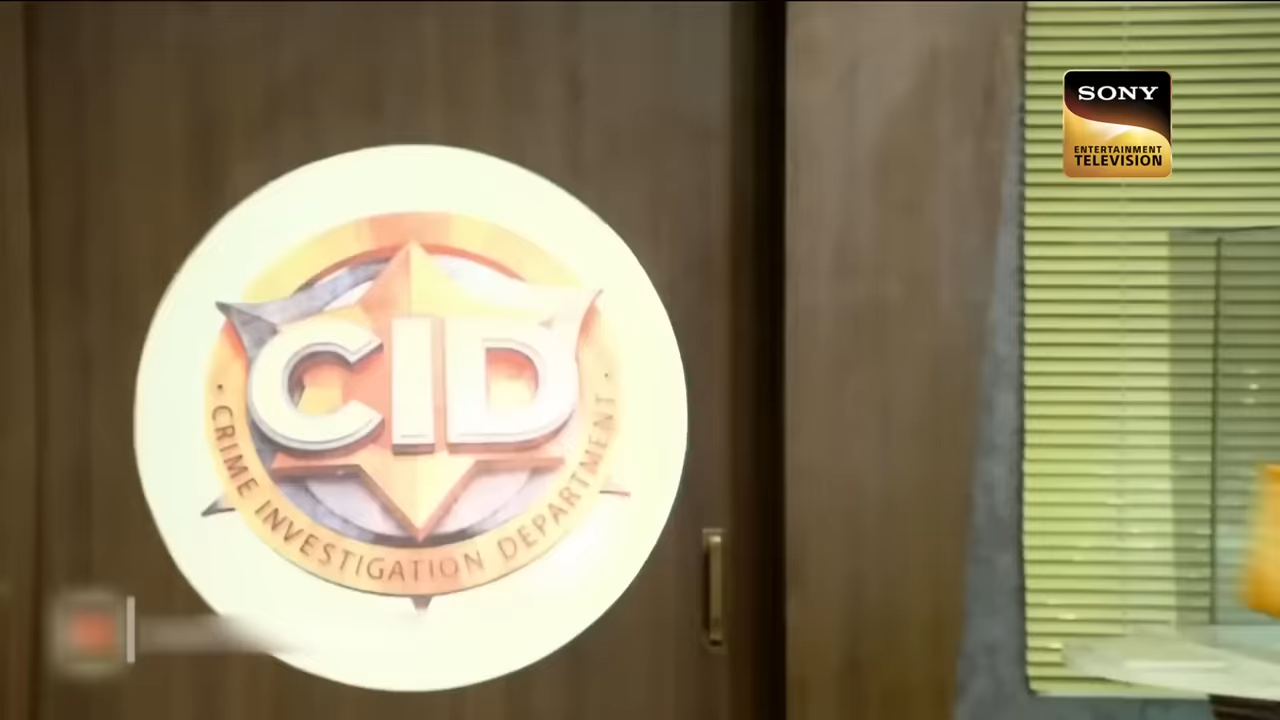 SONY
ENTERTAINMENT
TELEVISION
CID
• CRIME INVESTIGATION DEPARTMENT •